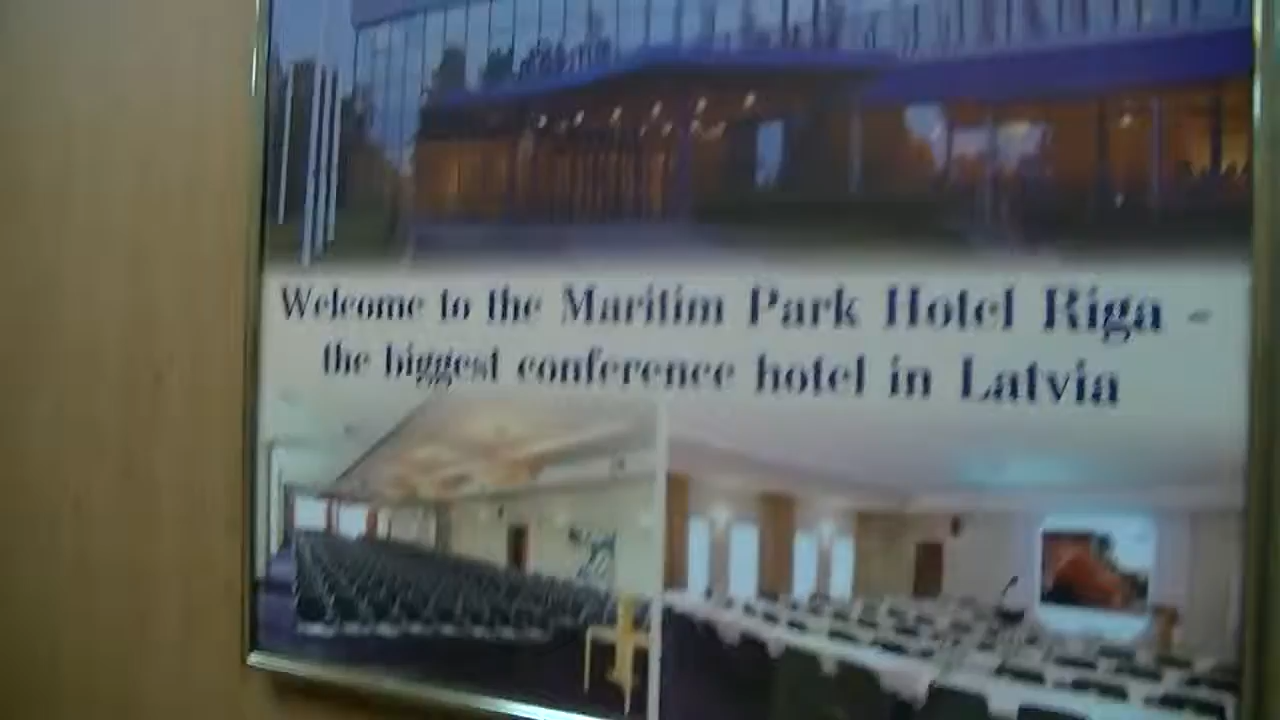 Welcome to the Maritim Park Hotel Riga -
the biggest conference hotel in Latvia